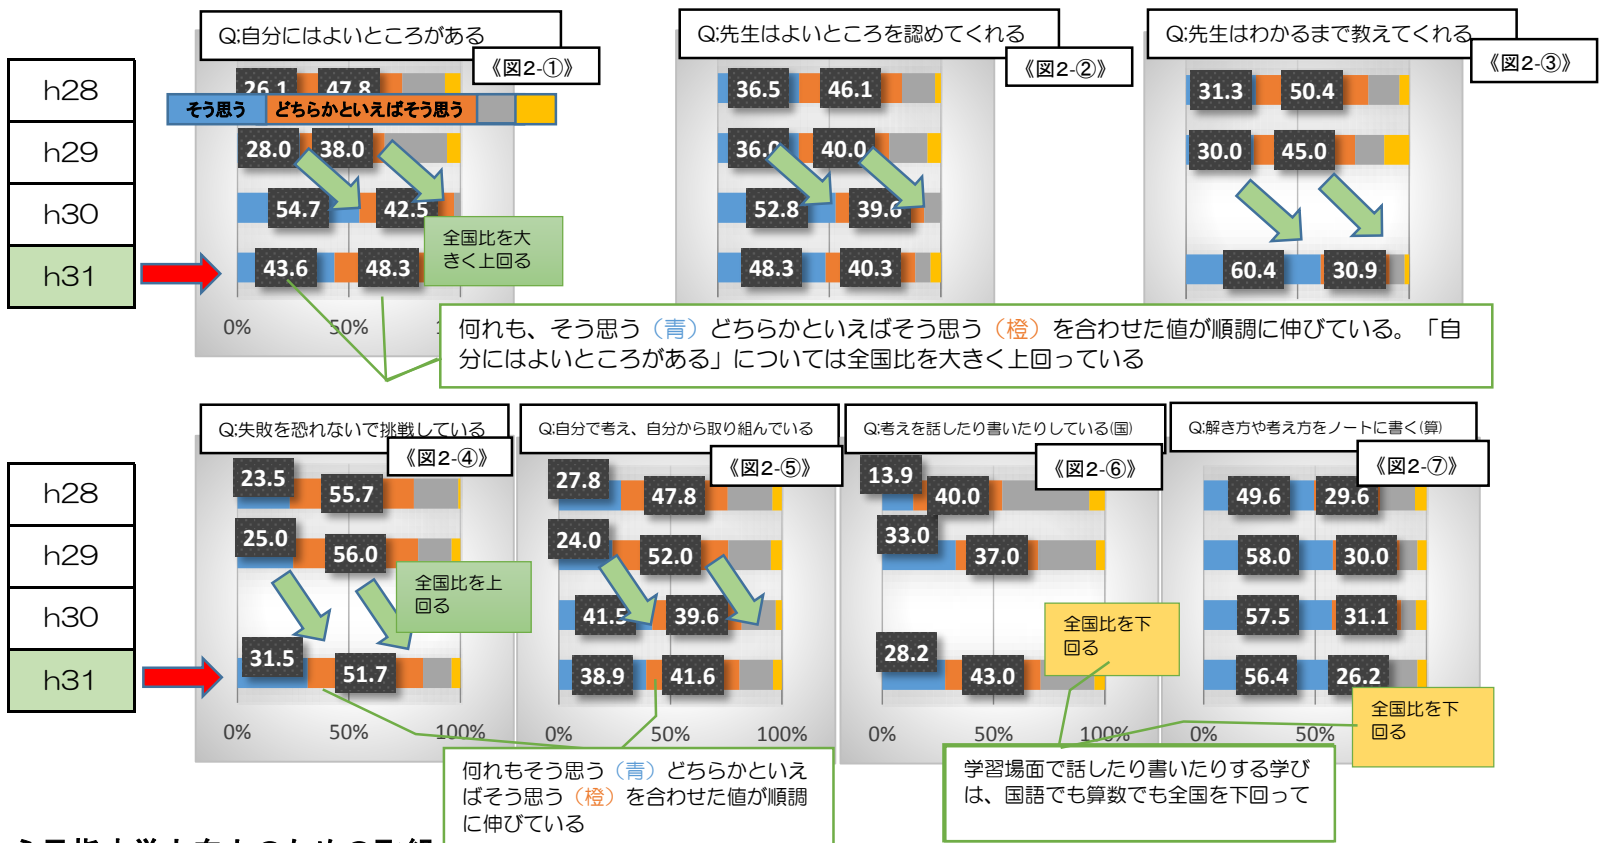 Q:自分にはよいところがある
《図2-①》
Q:先生はよいところを認めてくれる
《図2-②》
Q:先生はわかるまで教えてくれる
《図2-③》
h28
h29
h30
h31
26.1 47.8
そう思う どちらかといえばそう思う
28.0 38.0
54.7 42.5
43.6 48.3
全国比を大
きく上回る
0% 50%
36.5 46.1
36.0 40.0
52.8 39.6
48.3 40.3
31.3 50.4
30.0 45.0
60.4 30.9
何れも、そう思う（青）どちらかといえばそう思う（橙）を合わせた値が順調に伸びている。「自
分にはよいところがある」については全国比を大きく上回っている
Q:失敗を恐れないで挑戦している
《図2-④》
Q:自分で考え、自分から取り組んでいる
《図2-⑤》
Q:考えを話したり書いたりしている(国)
《図2-⑥》
Q:解き方や考え方をノートに書く(算)
《図2-⑦》
h28
h29
h30
h31
23.5 55.7
25.0 56.0
31.5 51.7
全国比を上
回る
0% 50% 100%
27.8 47.8
24.0 52.0
41.5 39.6
38.9 41.6
0% 50% 100%
13.9 40.0
33.0 37.0
28.2 43.0
全国比を下
回る
0% 50% 100%
49.6 29.6
58.0 30.0
57.5 31.1
56.4 26.2
全国比を下
回る
0% 50%
何れもそう思う（青）どちらかといえ
ばそう思う（橙）を合わせた値が順調
に伸びている
学習場面で話したり書いたりする学び
は、国語でも算数でも全国を下回って